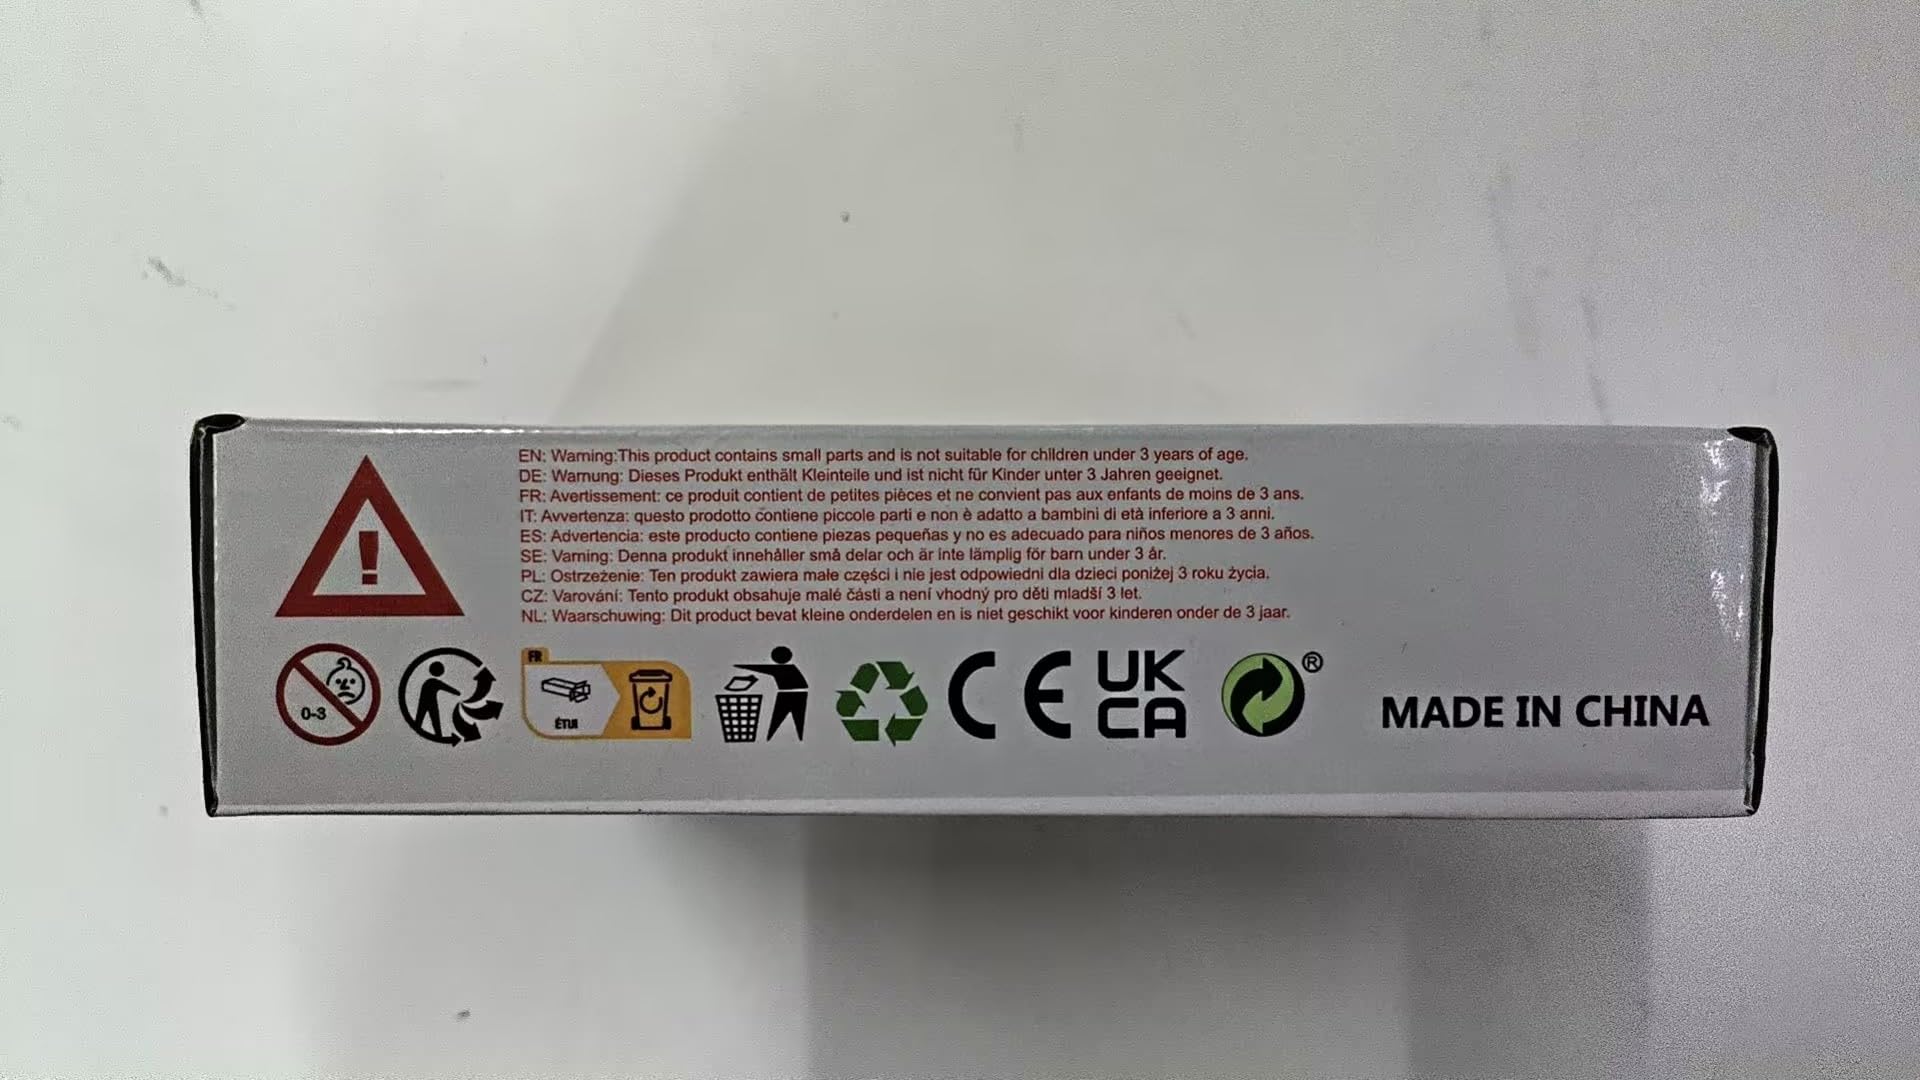 EN: Warning:This product contains small parts and is not suitable for children under 3 years of age.
DE: Warnung: Dieses Produkt enthält Kleinteile und ist nicht für Kinder unter 3 Jahren geeignet.
FR: Avertissement: ce produit contient de petites pièces et ne convient pas aux enfants de moins de 3 ans.
IT: Avvertenza: questo prodotto contiene piccole parti e non è adatto a bambini di età inferiore a 3 anni.
ES: Advertencia: este producto contiene piezas pequeñas y no es adecuado para niños menores de 3 años.
SE: Varning: Denna produkt innehåller små delar och är inte lämplig för barn under 3 år.
PL: Ostrzeżenie: Ten produkt zawiera małe części i nie jest odpowiedni dla dzieci poniżej 3 roku życia.
CZ: Varování: Tento produkt obsahuje malé části a není vhodný pro děti mladší 3 let.
NL: Waarschuwing: Dit product bevat kleine onderdelen en is niet geschikt voor kinderen onder de 3 jaar.
0-3
FR
ÉTUI
CE
UK
CA
®
MADE IN CHINA